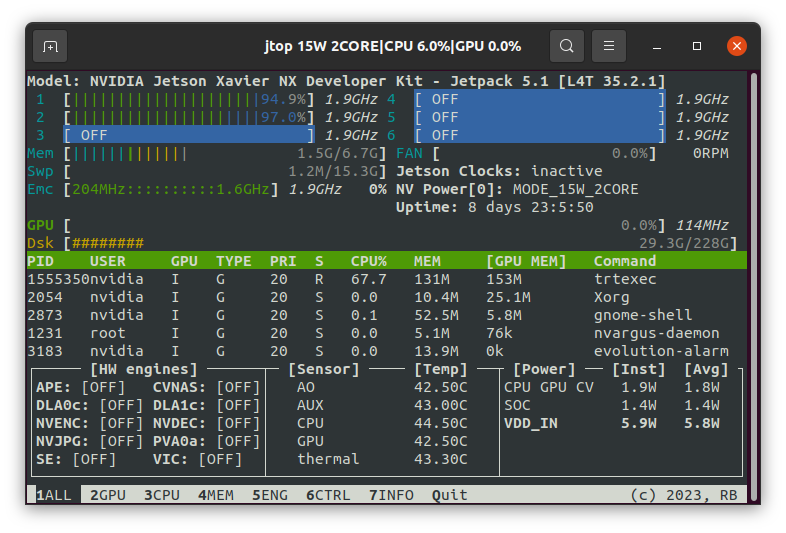 jtop 15W 2CORE|CPU 6.0%|GPU 0.0%
Model: NVIDIA Jetson Xavier NX Developer Kit - Jetpack 5.1 [L4T 35.2.1]
1 [||||||||||||||||||||94.9%] 1.9GHz 4 [ OFF ] 1.9GHz
2 [||||||||||||||||||||97.0%] 1.9GHz 5 [ OFF ] 1.9GHz
3 [ OFF ] 1.9GHz 6 [ OFF ] 1.9GHz
Mem [||||||||||||| 1.5G/6.7G] FAN [ 0.0%] 0RPM
Swp [ 1.2M/15.3G] Jetson Clocks: inactive
Emc [204MHz::::::::::1.6GHz] 1.9GHz 0% NV Power[0]: MODE_15W_2CORE
Uptime: 8 days 23:5:50
GPU [ 0.0%] 114MHz
Dsk [######## 29.3G/228G]
PID USER GPU TYPE PRI S CPU% MEM [GPU MEM] Command
1555350nvidia I G 20 R 67.7 131M 153M trtexec
2054 nvidia I G 20 S 0.0 10.4M 25.1M Xorg
2873 nvidia I G 20 S 0.1 52.5M 5.8M gnome-shell
1231 root I G 20 S 0.0 5.1M 76k nvargus-daemon
3183 nvidia I G 20 S 0.0 13.9M 0k evolution-alarm
[HW engines] [Sensor] [Temp] [Power] [Inst] [Avg]
APE: [OFF] CVNAS: [OFF] AO 42.50C CPU GPU CV 1.9W 1.8W
DLA0c: [OFF] DLA1c: [OFF] AUX 43.00C SOC 1.4W 1.4W
NVENC: [OFF] NVDEC: [OFF] CPU 44.50C VDD_IN 5.9W 5.8W
NVJPG: [OFF] PVA0a: [OFF] GPU 42.50C
SE: [OFF] VIC: [OFF] thermal 43.30C
1ALL 2GPU 3CPU 4MEM 5ENG 6CTRL 7INFO Quit (c) 2023, RB